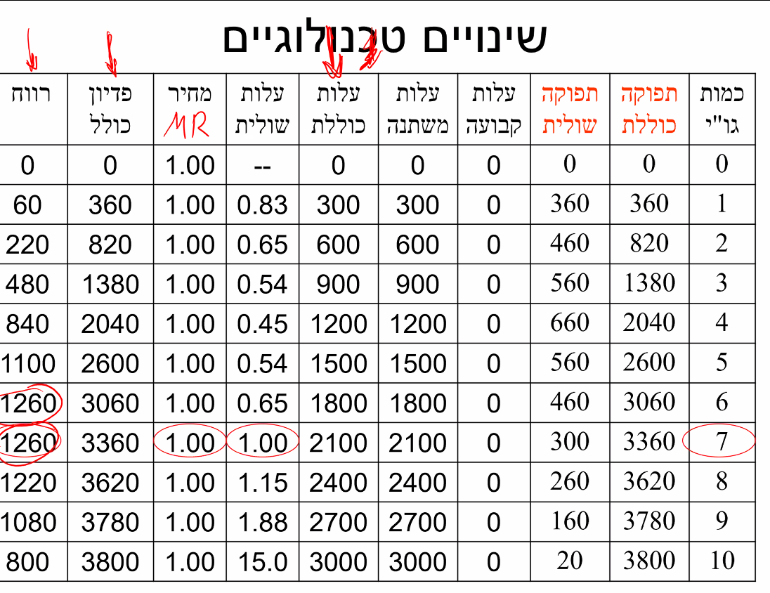 שינויים טכנולוגיים
כמות גו"י | תפוקה כוללת | תפוקה שולית | עלות קבועה | עלות משתנה | עלות כוללת | עלות שולית | מחיר MR | פדיון כולל | רווח
0 | 0 | 0 | 0 | 0 | 0 | -- | 1.00 | 0 | 0
1 | 360 | 360 | 0 | 300 | 300 | 0.83 | 1.00 | 360 | 60
2 | 820 | 460 | 0 | 600 | 600 | 0.65 | 1.00 | 820 | 220
3 | 1380 | 560 | 0 | 900 | 900 | 0.54 | 1.00 | 1380 | 480
4 | 2040 | 660 | 0 | 1200 | 1200 | 0.45 | 1.00 | 2040 | 840
5 | 2600 | 560 | 0 | 1500 | 1500 | 0.54 | 1.00 | 2600 | 1100
6 | 3060 | 460 | 0 | 1800 | 1800 | 0.65 | 1.00 | 3060 | 1260
7 | 3360 | 300 | 0 | 2100 | 2100 | 1.00 | 1.00 | 3360 | 1260
8 | 3620 | 260 | 0 | 2400 | 2400 | 1.15 | 1.00 | 3620 | 1220
9 | 3780 | 160 | 0 | 2700 | 2700 | 1.88 | 1.00 | 3780 | 1080
10 | 3800 | 20 | 0 | 3000 | 3000 | 15.0 | 1.00 | 3800 | 800